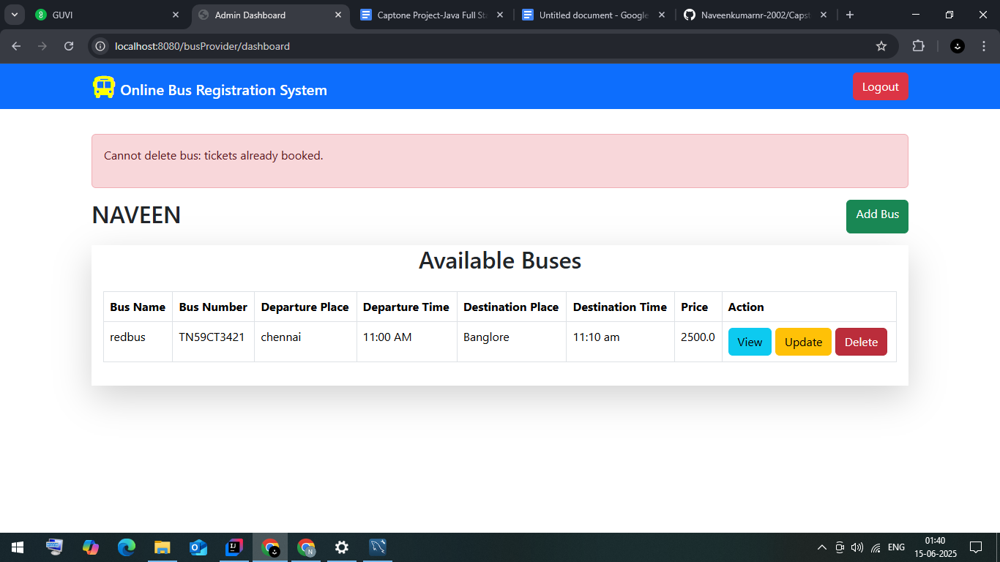 GUVI
Admin Dashboard
Captone Project-Java Full Sta
Untitled document - Google
Naveenkumarnr-2002/Capst
localhost:8080/busProvider/dashboard
Online Bus Registration System
Logout
Cannot delete bus: tickets already booked.
NAVEEN
Add Bus
Available Buses
Bus Name Bus Number Departure Place Departure Time Destination Place Destination Time Price Action
redbus TN59CT3421 chennai 11:00 AM Banglore 11:10 am 2500.0 View Update Delete
ENG
01:40
15-06-2025